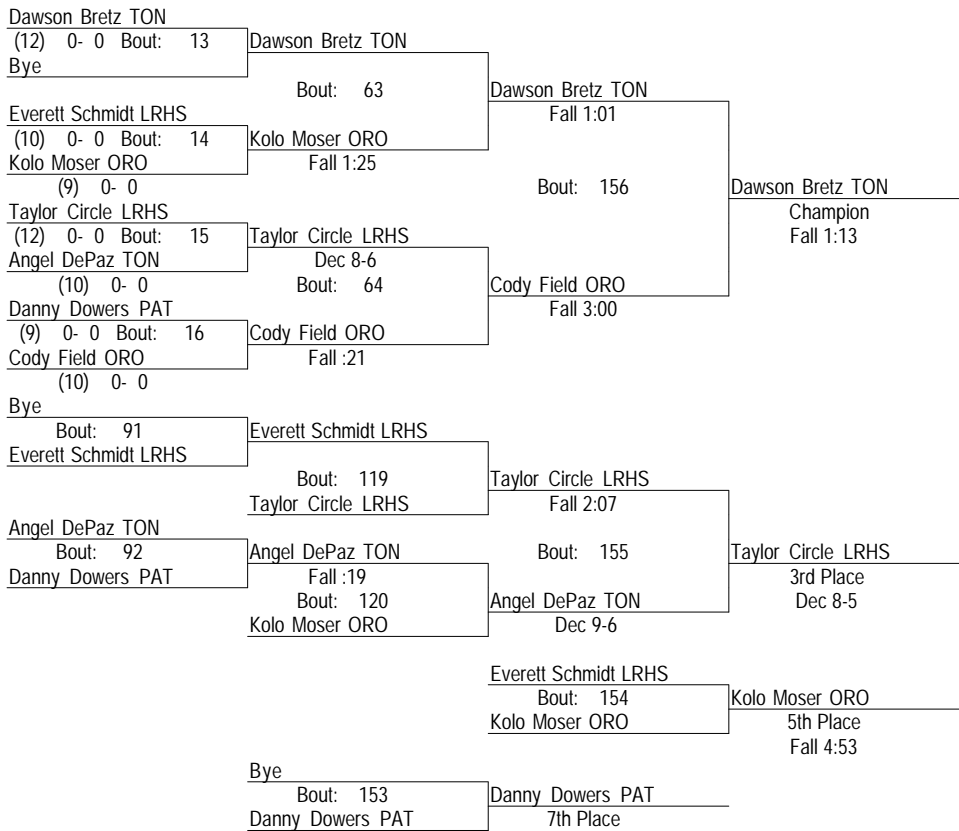 Dawson Bretz TON
(12) 0- 0 Bout: 13
Dawson Bretz TON
Bye
Bout: 63
Dawson Bretz TON
Everett Schmidt LRHS
Fall 1:01
(10) 0- 0 Bout: 14
Kolo Moser ORO
Kolo Moser ORO
Fall 1:25
(9) 0- 0
Bout: 156
Dawson Bretz TON
Taylor Circle LRHS
Champion
(12) 0- 0 Bout: 15
Taylor Circle LRHS
Fall 1:13
Angel DePaz TON
Dec 8-6
(10) 0- 0
Bout: 64
Cody Field ORO
Danny Dowers PAT
Fall 3:00
(9) 0- 0 Bout: 16
Cody Field ORO
Cody Field ORO
Fall :21
(10) 0- 0
Bye
Bout: 91
Everett Schmidt LRHS
Everett Schmidt LRHS
Bout: 119
Taylor Circle LRHS
Taylor Circle LRHS
Fall 2:07
Angel DePaz TON
Bout: 92
Angel DePaz TON
Bout: 155
Taylor Circle LRHS
Danny Dowers PAT
Fall :19
3rd Place
Bout: 120
Angel DePaz TON
Dec 8-5
Kolo Moser ORO
Dec 9-6
Everett Schmidt LRHS
Bout: 154
Kolo Moser ORO
Kolo Moser ORO
5th Place
Fall 4:53
Bye
Bout: 153
Danny Dowers PAT
Danny Dowers PAT
7th Place